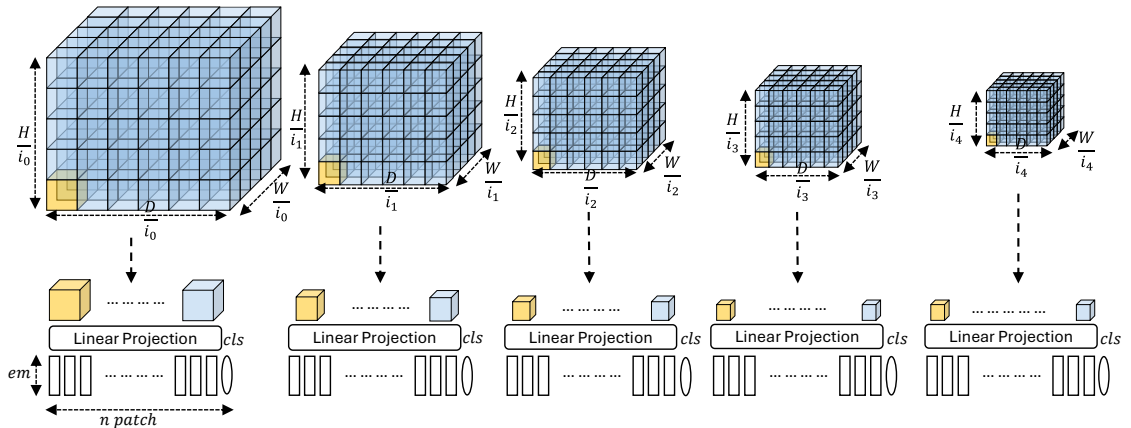 H/i₀ D/i₀ W/i₀
H/i₁ D/i₁ W/i₁
H/i₂ D/i₂ W/i₂
H/i₃ D/i₃ W/i₃
H/i₄ D/i₄ W/i₄
... ... ... ...
... ... ... ...
... ... ... ...
... ... ... ...
... ... ... ...
Linear Projection cls
Linear Projection cls
Linear Projection cls
Linear Projection cls
Linear Projection cls
em ... ... ... ...
... ... ... ...
... ... ... ...
... ... ... ...
... ... ... ...
n patch